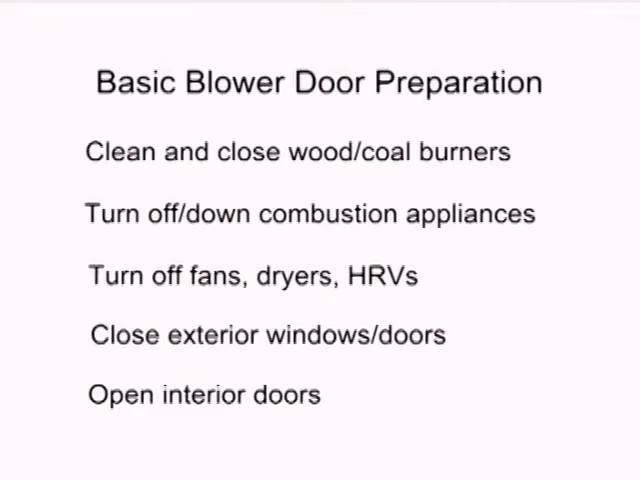 Basic Blower Door Preparation
Clean and close wood/coal burners
Turn off/down combustion appliances
Turn off fans, dryers, HRVs
Close exterior windows/doors
Open interior doors